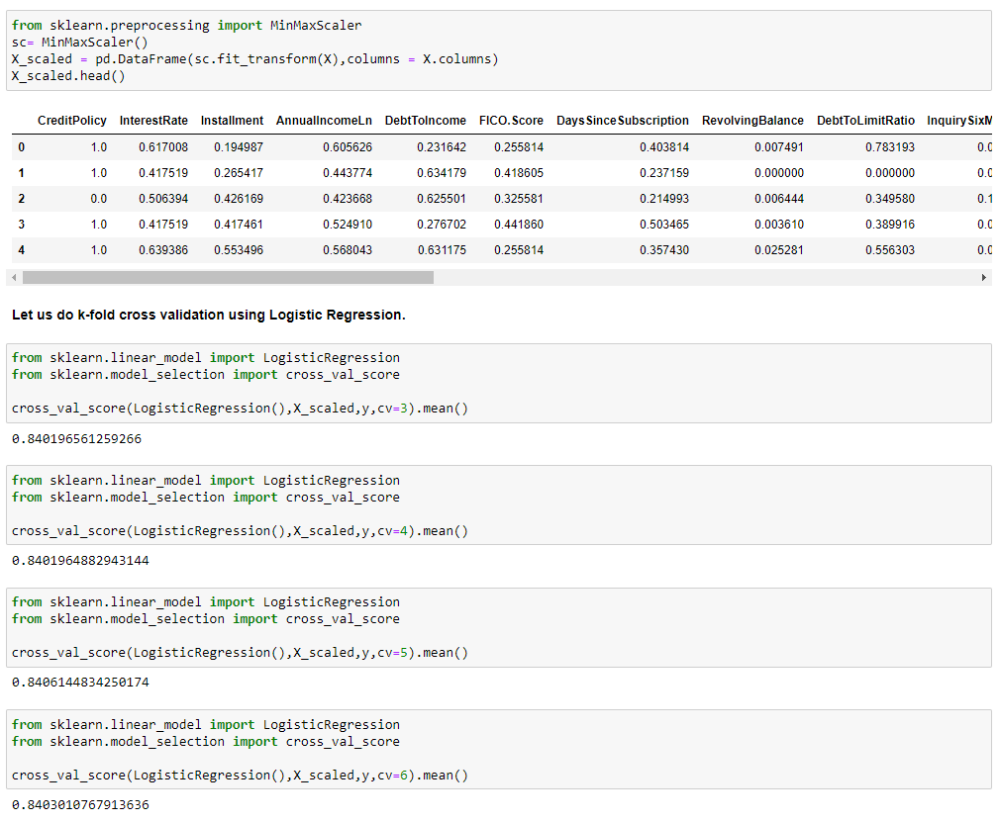 from sklearn.preprocessing import MinMaxScaler
sc= MinMaxScaler()
X_scaled = pd.DataFrame(sc.fit_transform(X),columns = X.columns)
X_scaled.head()
CreditPolicy InterestRate Installment AnnualIncomeLn DebtToIncome FICO.Score DaysSinceSubscription RevolvingBalance DebtToLimitRatio InquirySixM
0 1.0 0.617008 0.194987 0.605626 0.231642 0.255814 0.403814 0.007491 0.783193 0.0
1 1.0 0.417519 0.265417 0.443774 0.634179 0.418605 0.237159 0.000000 0.000000 0.0
2 0.0 0.506394 0.426169 0.423668 0.625501 0.325581 0.214993 0.006444 0.349580 0.1
3 1.0 0.417519 0.417461 0.524910 0.276702 0.441860 0.503465 0.003610 0.389916 0.0
4 1.0 0.639386 0.553496 0.568043 0.631175 0.255814 0.357430 0.025281 0.556303 0.0
Let us do k-fold cross validation using Logistic Regression.
from sklearn.linear_model import LogisticRegression
from sklearn.model_selection import cross_val_score
cross_val_score(LogisticRegression(),X_scaled,y,cv=3).mean()
0.840196561259266
from sklearn.linear_model import LogisticRegression
from sklearn.model_selection import cross_val_score
cross_val_score(LogisticRegression(),X_scaled,y,cv=4).mean()
0.8401964882943144
from sklearn.linear_model import LogisticRegression
from sklearn.model_selection import cross_val_score
cross_val_score(LogisticRegression(),X_scaled,y,cv=5).mean()
0.8406144834250174
from sklearn.linear_model import LogisticRegression
from sklearn.model_selection import cross_val_score
cross_val_score(LogisticRegression(),X_scaled,y,cv=6).mean()
0.8403010767913636